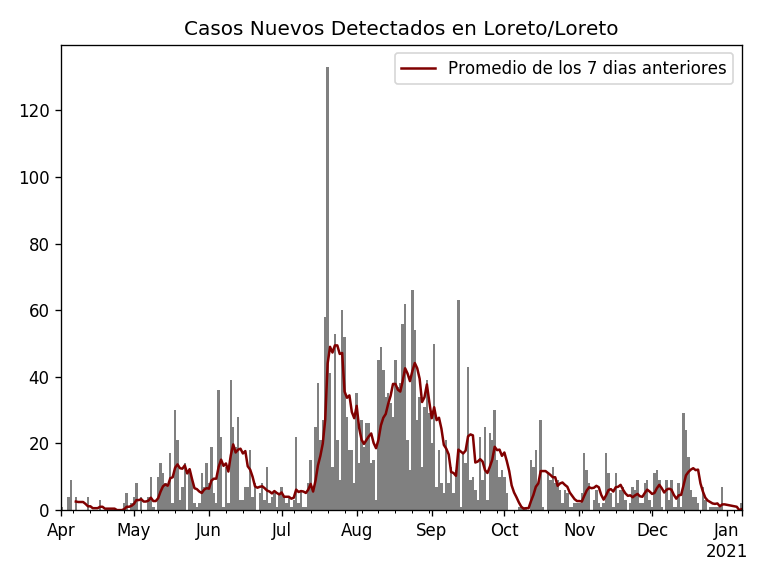 Casos Nuevos Detectados en Loreto/Loreto
Promedio de los 7 dias anteriores
120
100
80
60
40
20
0
Apr May Jun Jul Aug Sep Oct Nov Dec Jan
2021